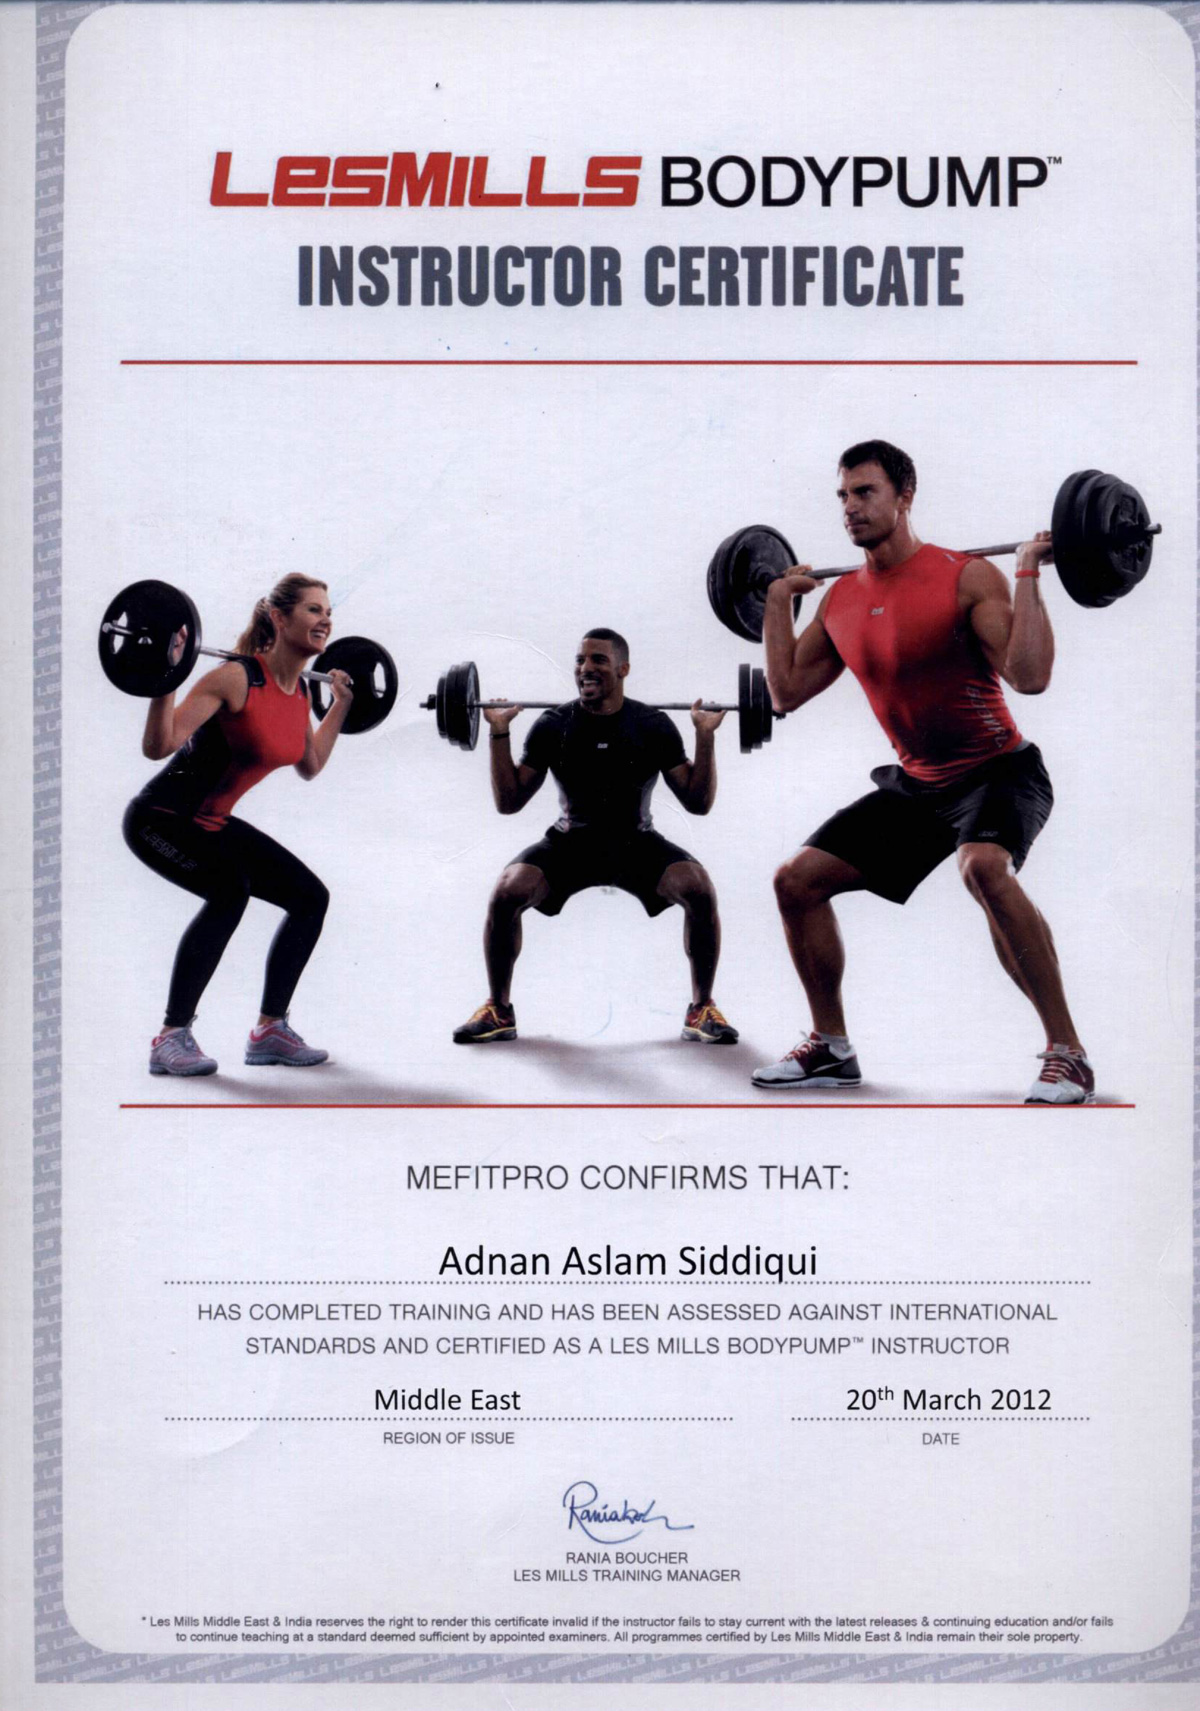 LesMILLS BODYPUMP™
INSTRUCTOR CERTIFICATE
MEFITPRO CONFIRMS THAT:
Adnan Aslam Siddiqui
HAS COMPLETED TRAINING AND HAS BEEN ASSESSED AGAINST INTERNATIONAL
STANDARDS AND CERTIFIED AS A LES MILLS BODYPUMP™ INSTRUCTOR
Middle East 20th March 2012
REGION OF ISSUE DATE
RANIA BOUCHER
LES MILLS TRAINING MANAGER
* Les Mills Middle East & India reserves the right to render this certificate invalid if the instructor fails to stay current with the latest releases & continuing education and/or fails
to continue teaching at a standard deemed sufficient by appointed examiners. All programmes certified by Les Mills Middle East & India remain their sole property.